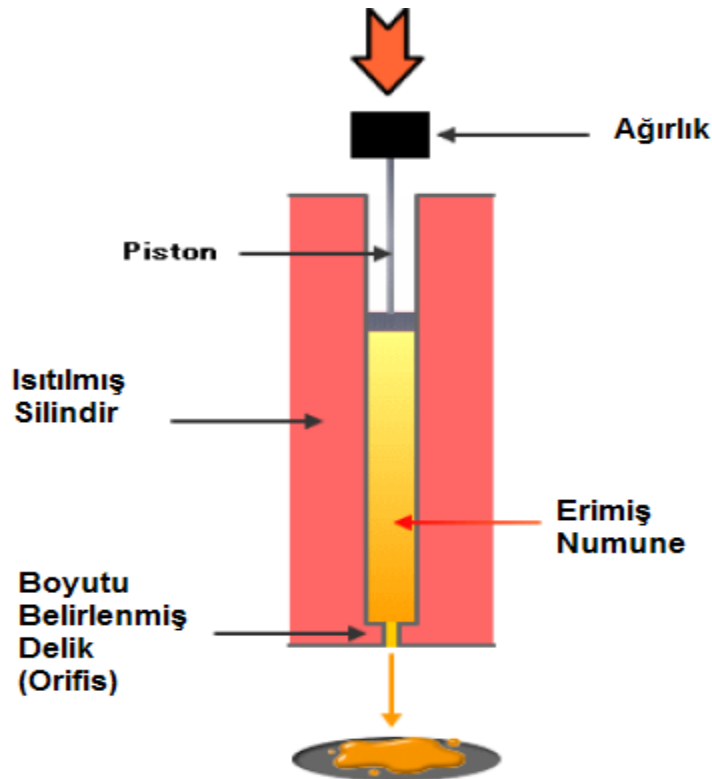 Ağırlık
Piston
Isıtılmış
Silindir
Erimiş
Numune
Boyutu
Belirlenmiş
Delik
(Orifis)